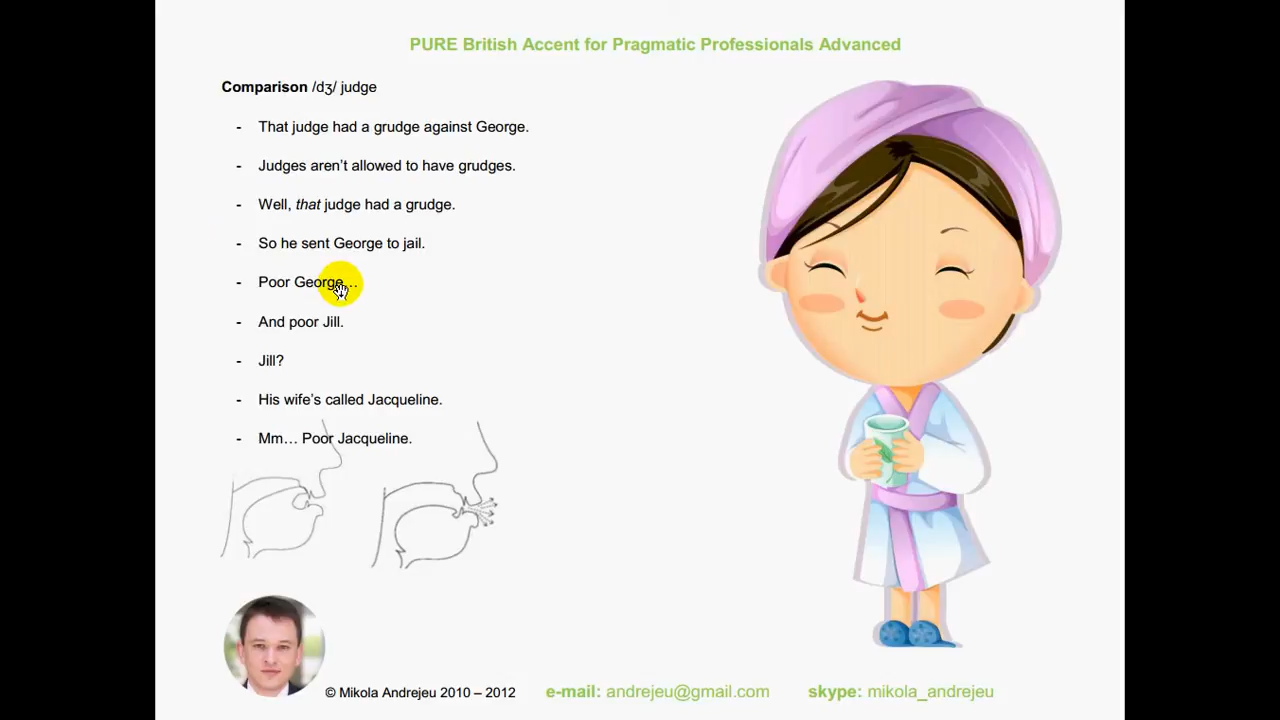 PURE British Accent for Pragmatic Professionals Advanced
Comparison /dʒ/ judge
- That judge had a grudge against George.
- Judges aren’t allowed to have grudges.
- Well, that judge had a grudge.
- So he sent George to jail.
- Poor George…
- And poor Jill.
- Jill?
- His wife’s called Jacqueline.
- Mm… Poor Jacqueline.
© Mikola Andrejeu 2010 – 2012 e-mail: andrejeu@gmail.com skype: mikola_andrejeu